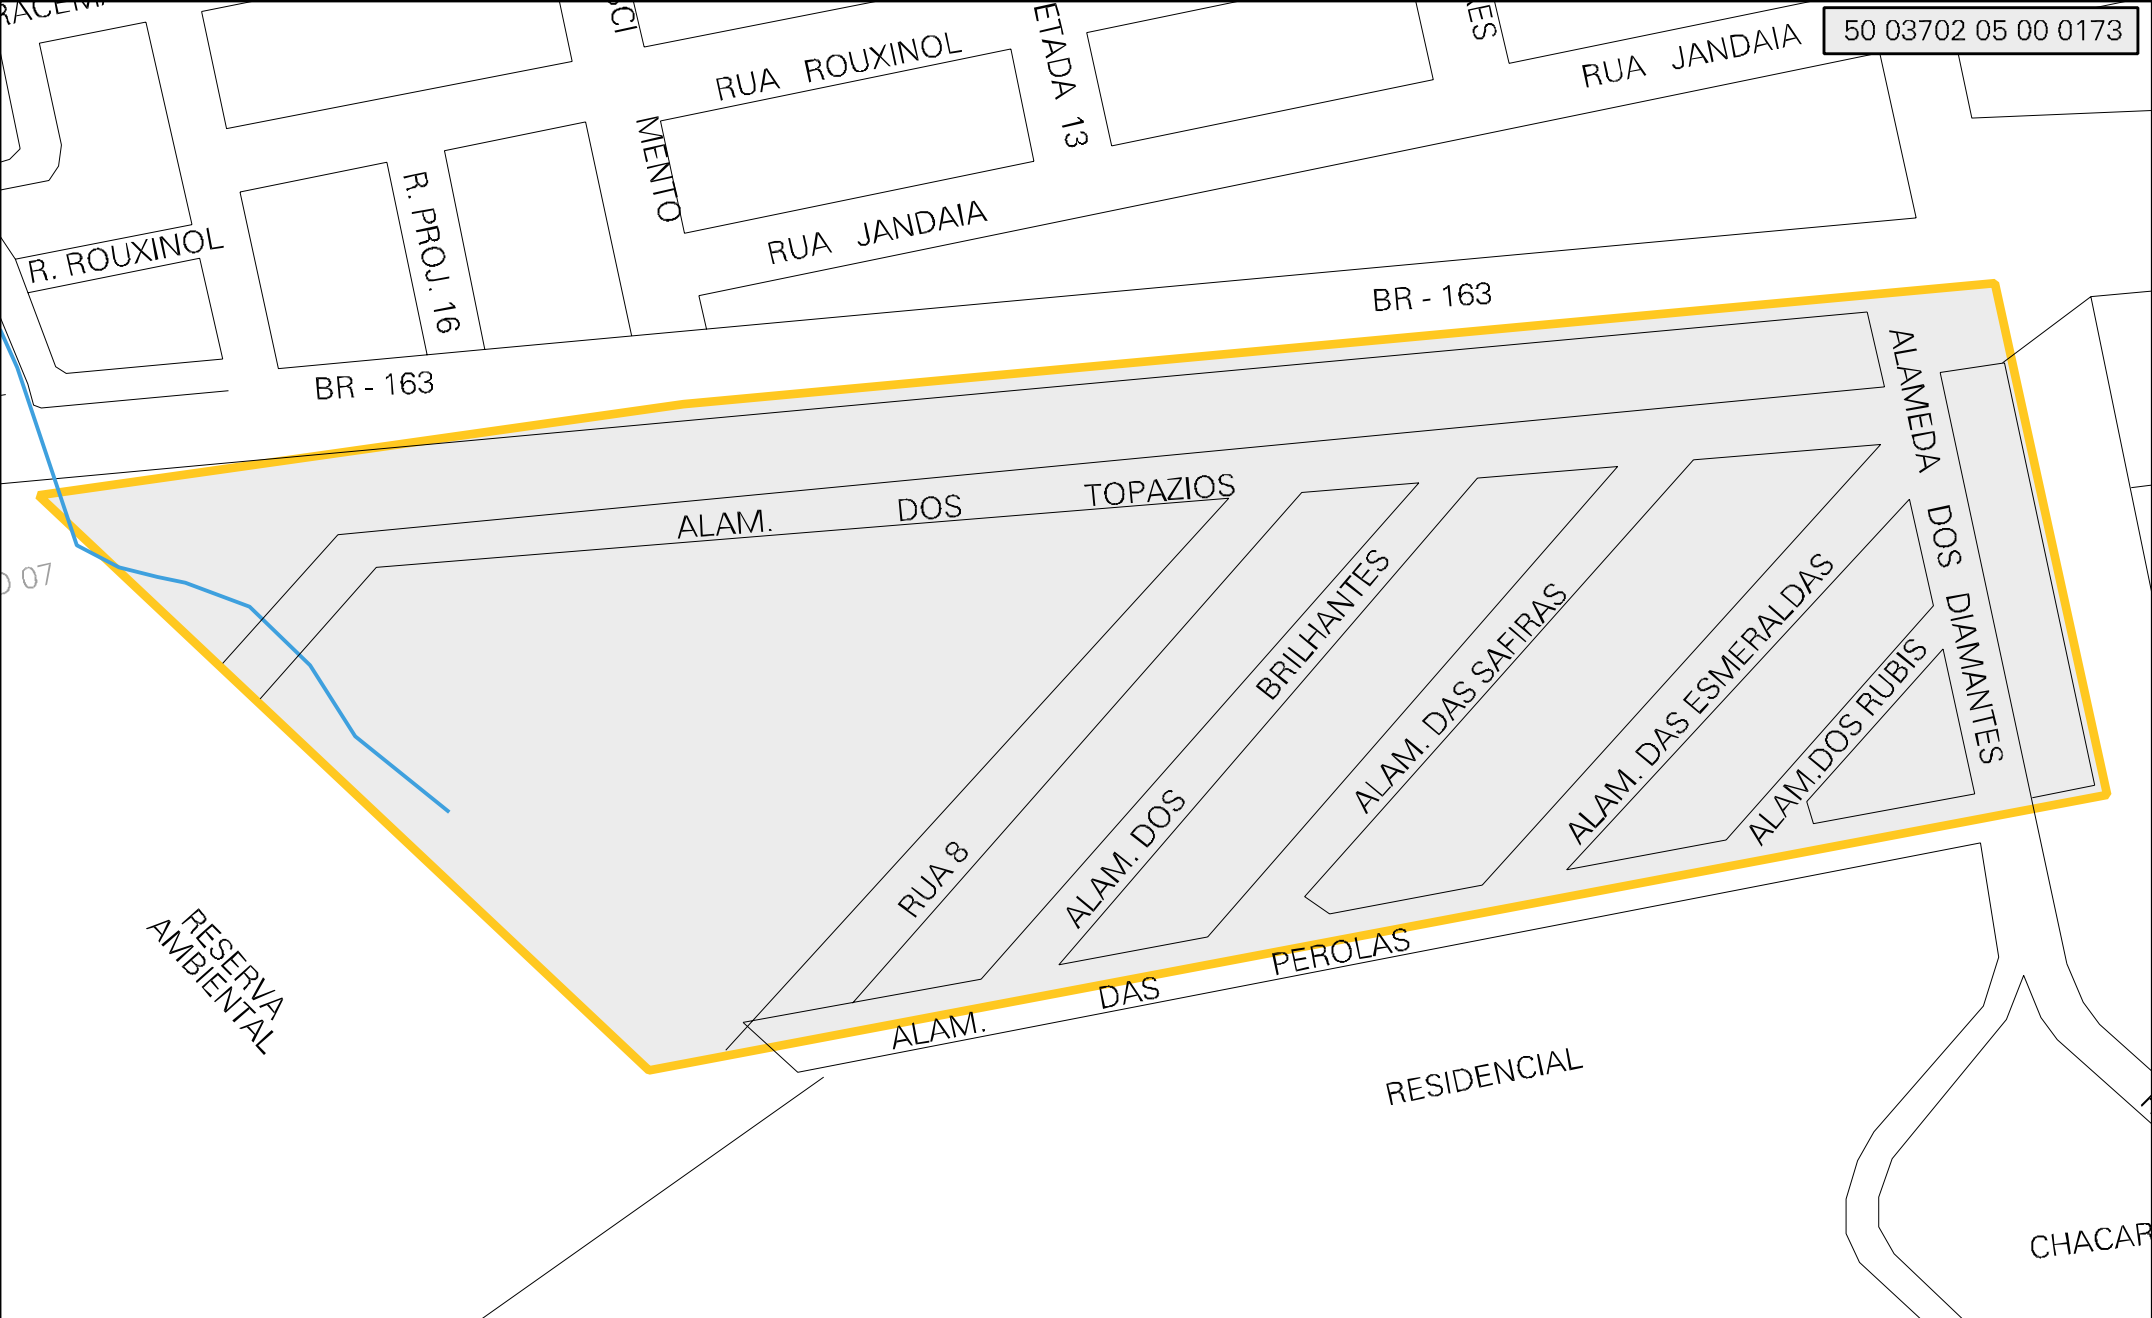 50 03702 05 00 0173
RUA ROUXINOL
RUA JANDAIA
ETADA 13
MENTO
R. PROJ. 16
R. ROUXINOL
RUA JANDAIA
BR - 163
BR - 163
ALAMEDA DOS DIAMANTES
ALAM. DOS TOPAZIOS
07
ALAM. DOS BRILHANTES
ALAM. DAS SAFIRAS
ALAM. DAS ESMERALDAS
ALAM.DOS RUBIS
RUA 8
ALAM. DAS PEROLAS
RESERVA
AMBIENTAL
RESIDENCIAL
CHACAR